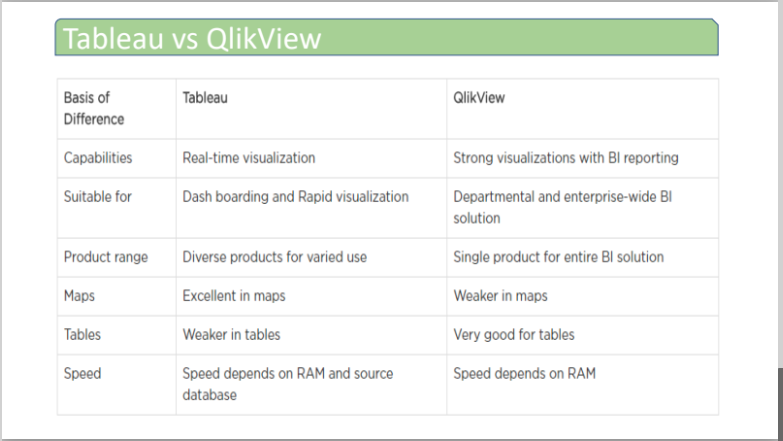 Tableau vs QlikView
Basis of Difference Tableau QlikView
Capabilities Real-time visualization Strong visualizations with BI reporting
Suitable for Dash boarding and Rapid visualization Departmental and enterprise-wide BI solution
Product range Diverse products for varied use Single product for entire BI solution
Maps Excellent in maps Weaker in maps
Tables Weaker in tables Very good for tables
Speed Speed depends on RAM and source database Speed depends on RAM